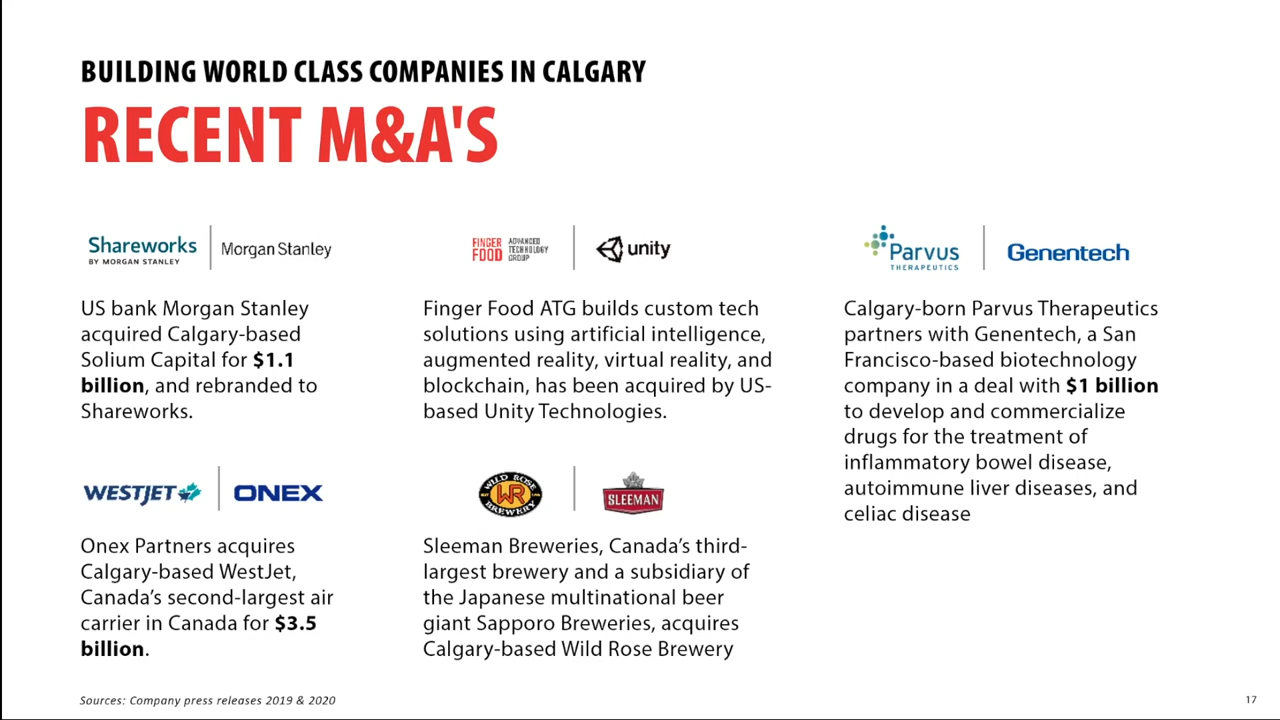 BUILDING WORLD CLASS COMPANIES IN CALGARY
RECENT M&A'S
Shareworks
BY MORGAN STANLEY
Morgan Stanley
US bank Morgan Stanley
acquired Calgary-based
Solium Capital for $1.1
billion, and rebranded to
Shareworks.
FINGER
FOOD
ADVANCED
TECHNOLOGY
GROUP
unity
Finger Food ATG builds custom tech
solutions using artificial intelligence,
augmented reality, virtual reality, and
blockchain, has been acquired by US-
based Unity Technologies.
Parvus
THERAPEUTICS
Genentech
Calgary-born Parvus Therapeutics
partners with Genentech, a San
Francisco-based biotechnology
company in a deal with $1 billion
to develop and commercialize
drugs for the treatment of
inflammatory bowel disease,
autoimmune liver diseases, and
celiac disease
WESTJET
ONEX
Onex Partners acquires
Calgary-based WestJet,
Canada’s second-largest air
carrier in Canada for $3.5
billion.
WILD ROSE
WR
BREWERY
SLEEMAN
Sleeman Breweries, Canada’s third-
largest brewery and a subsidiary of
the Japanese multinational beer
giant Sapporo Breweries, acquires
Calgary-based Wild Rose Brewery
Sources: Company press releases 2019 & 2020
17